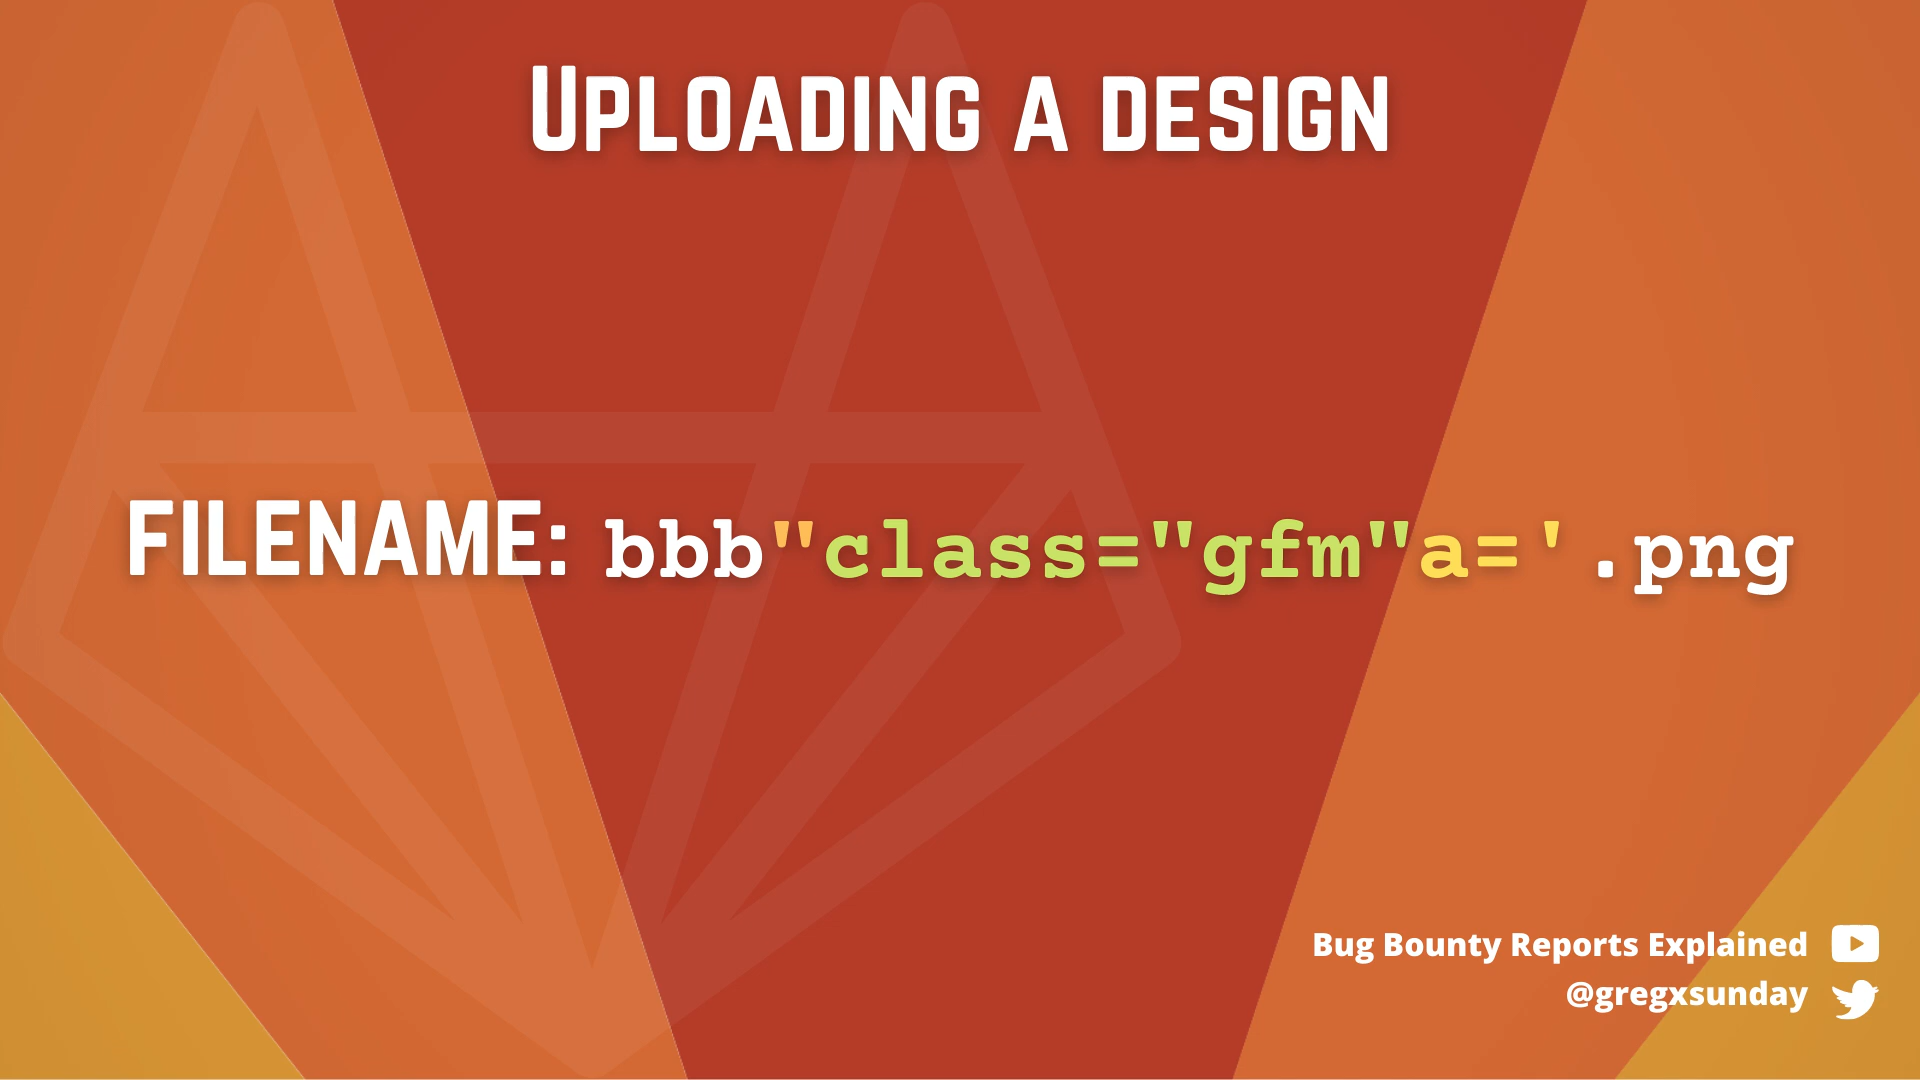 UPLOADING A DESIGN
FILENAME: bbb"class="gfm"a='.png
Bug Bounty Reports Explained
@gregxsunday